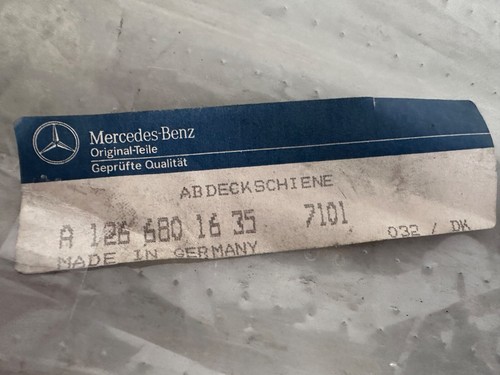 Mercedes-Benz
Original-Teile
Geprüfte Qualität
ABDECKSCHIENE
A 126 680 16 35 7101 032 / DK
MADE IN GERMANY